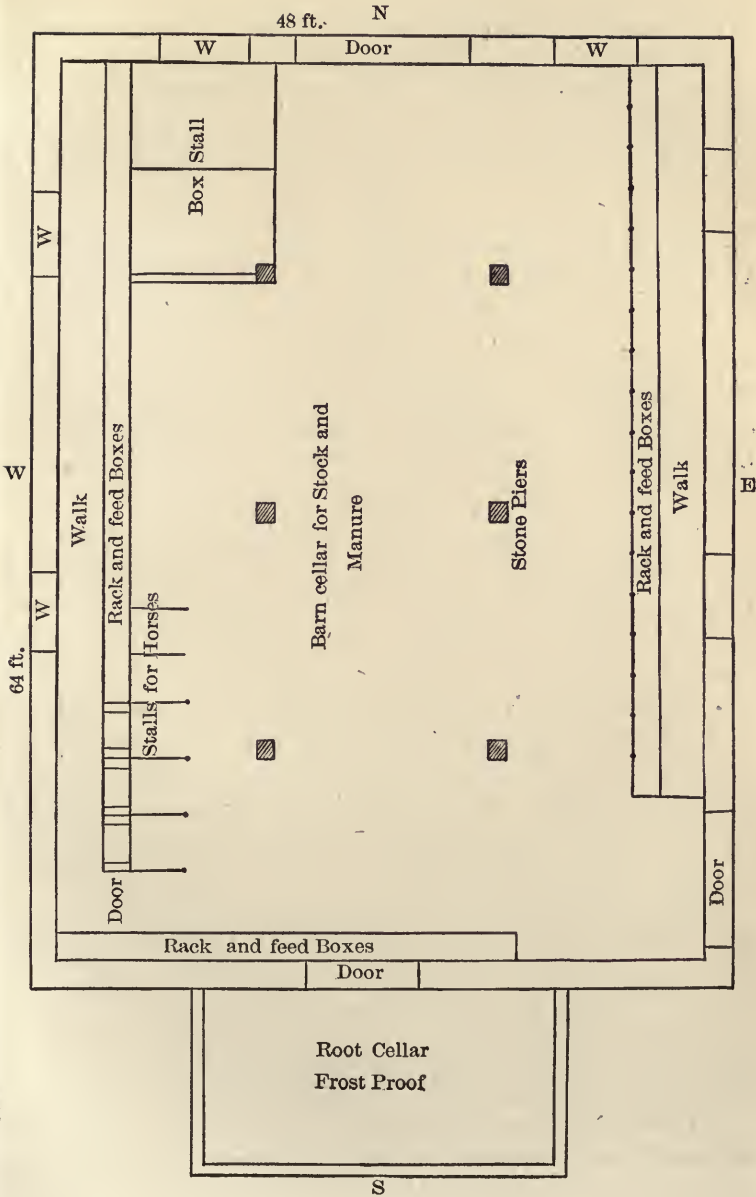 48 ft.
N
W
Door
W
Box Stall
W
W
Walk
Rack and feed Boxes
Barn cellar for Stock and
Manure
Stone Piers
Rack and feed Boxes
Walk
E
W
64 ft.
Stalls for Horses
Door
Door
Rack and feed Boxes
Door
Root Cellar
Frost Proof
S